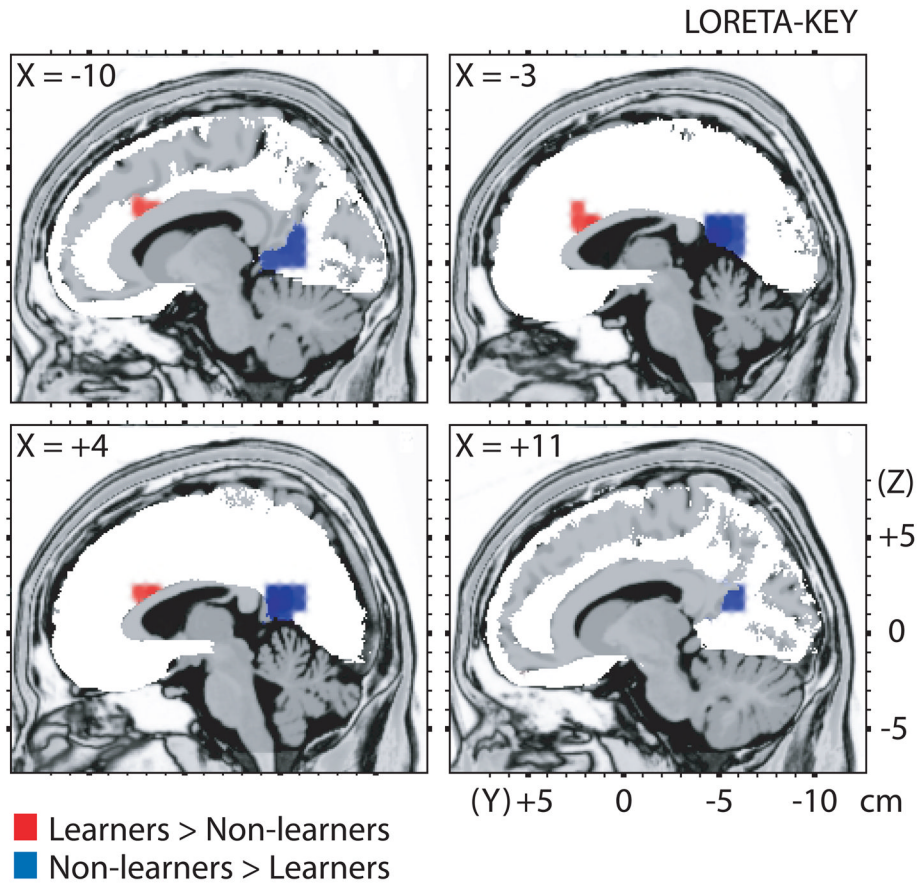 LORETA-KEY
X = -10
X = -3
X = +4
X = +11
(Z)
+5
0
-5
(Y) +5 0 -5 -10 cm
Learners > Non-learners
Non-learners > Learners